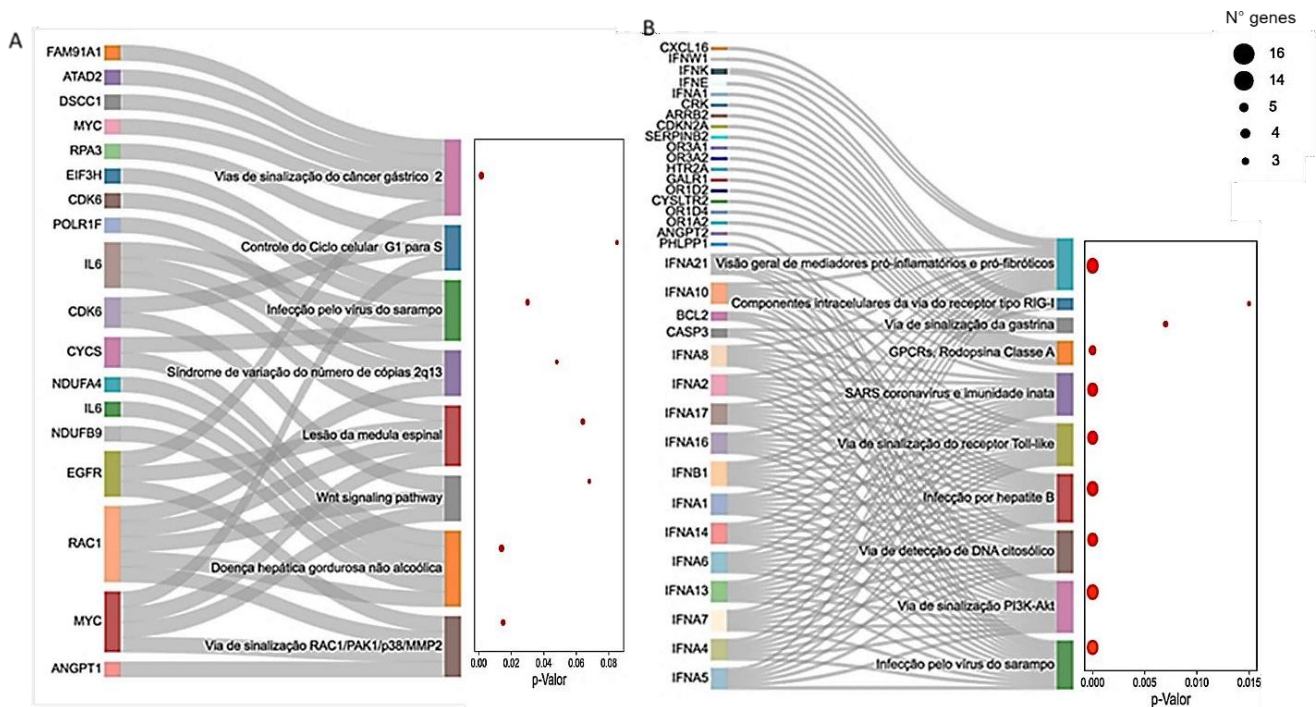 A
FAM91A1
ATAD2
DSCC1
MYC
RPA3
EIF3H
CDK6
POLR1F
IL6
CDK6
CYCS
NDUFA4
IL6
NDUFB9
EGFR
RAC1
MYC
ANGPT1
Vias de sinalização do câncer gástrico 2
Controle do Ciclo celular G1 para S
Infecção pelo vírus do sarampo
Síndrome de variação do número de cópias 2q13
Lesão da medula espinal
Wnt signaling pathway
Doença hepática gordurosa não alcoólica
Via de sinalização RAC1/PAK1/p38/MMP2
0.00 0.02 0.04 0.06 0.08
p-Valor
B
CXCL16
IFNW1
IFNK
IFNE
IFNA1
CRK
ARRB2
CDKN2A
SERPINB2
OR3A1
OR3A2
HTR2A
GALR1
OR1D2
CYSLTR2
OR1D4
OR1A2
ANGPT2
PHLPP1
IFNA21
IFNA10
BCL2
CASP3
IFNA8
IFNA2
IFNA17
IFNA16
IFNB1
IFNA1
IFNA14
IFNA6
IFNA13
IFNA7
IFNA4
IFNA5
Visão geral de mediadores pró-inflamatórios e pró-fibróticos
Componentes intracelulares da via do receptor tipo RIG-I
Via de sinalização da gastrina
GPCRs, Rodopsina Classe A
SARS coronavírus e imunidade inata
Via de sinalização do receptor Toll-like
Infecção por hepatite B
Via de detecção de DNA citosólico
Via de sinalização PI3K-Akt
Infecção pelo vírus do sarampo
0.000 0.005 0.010 0.015
p-Valor
N° genes
16
14
5
4
3